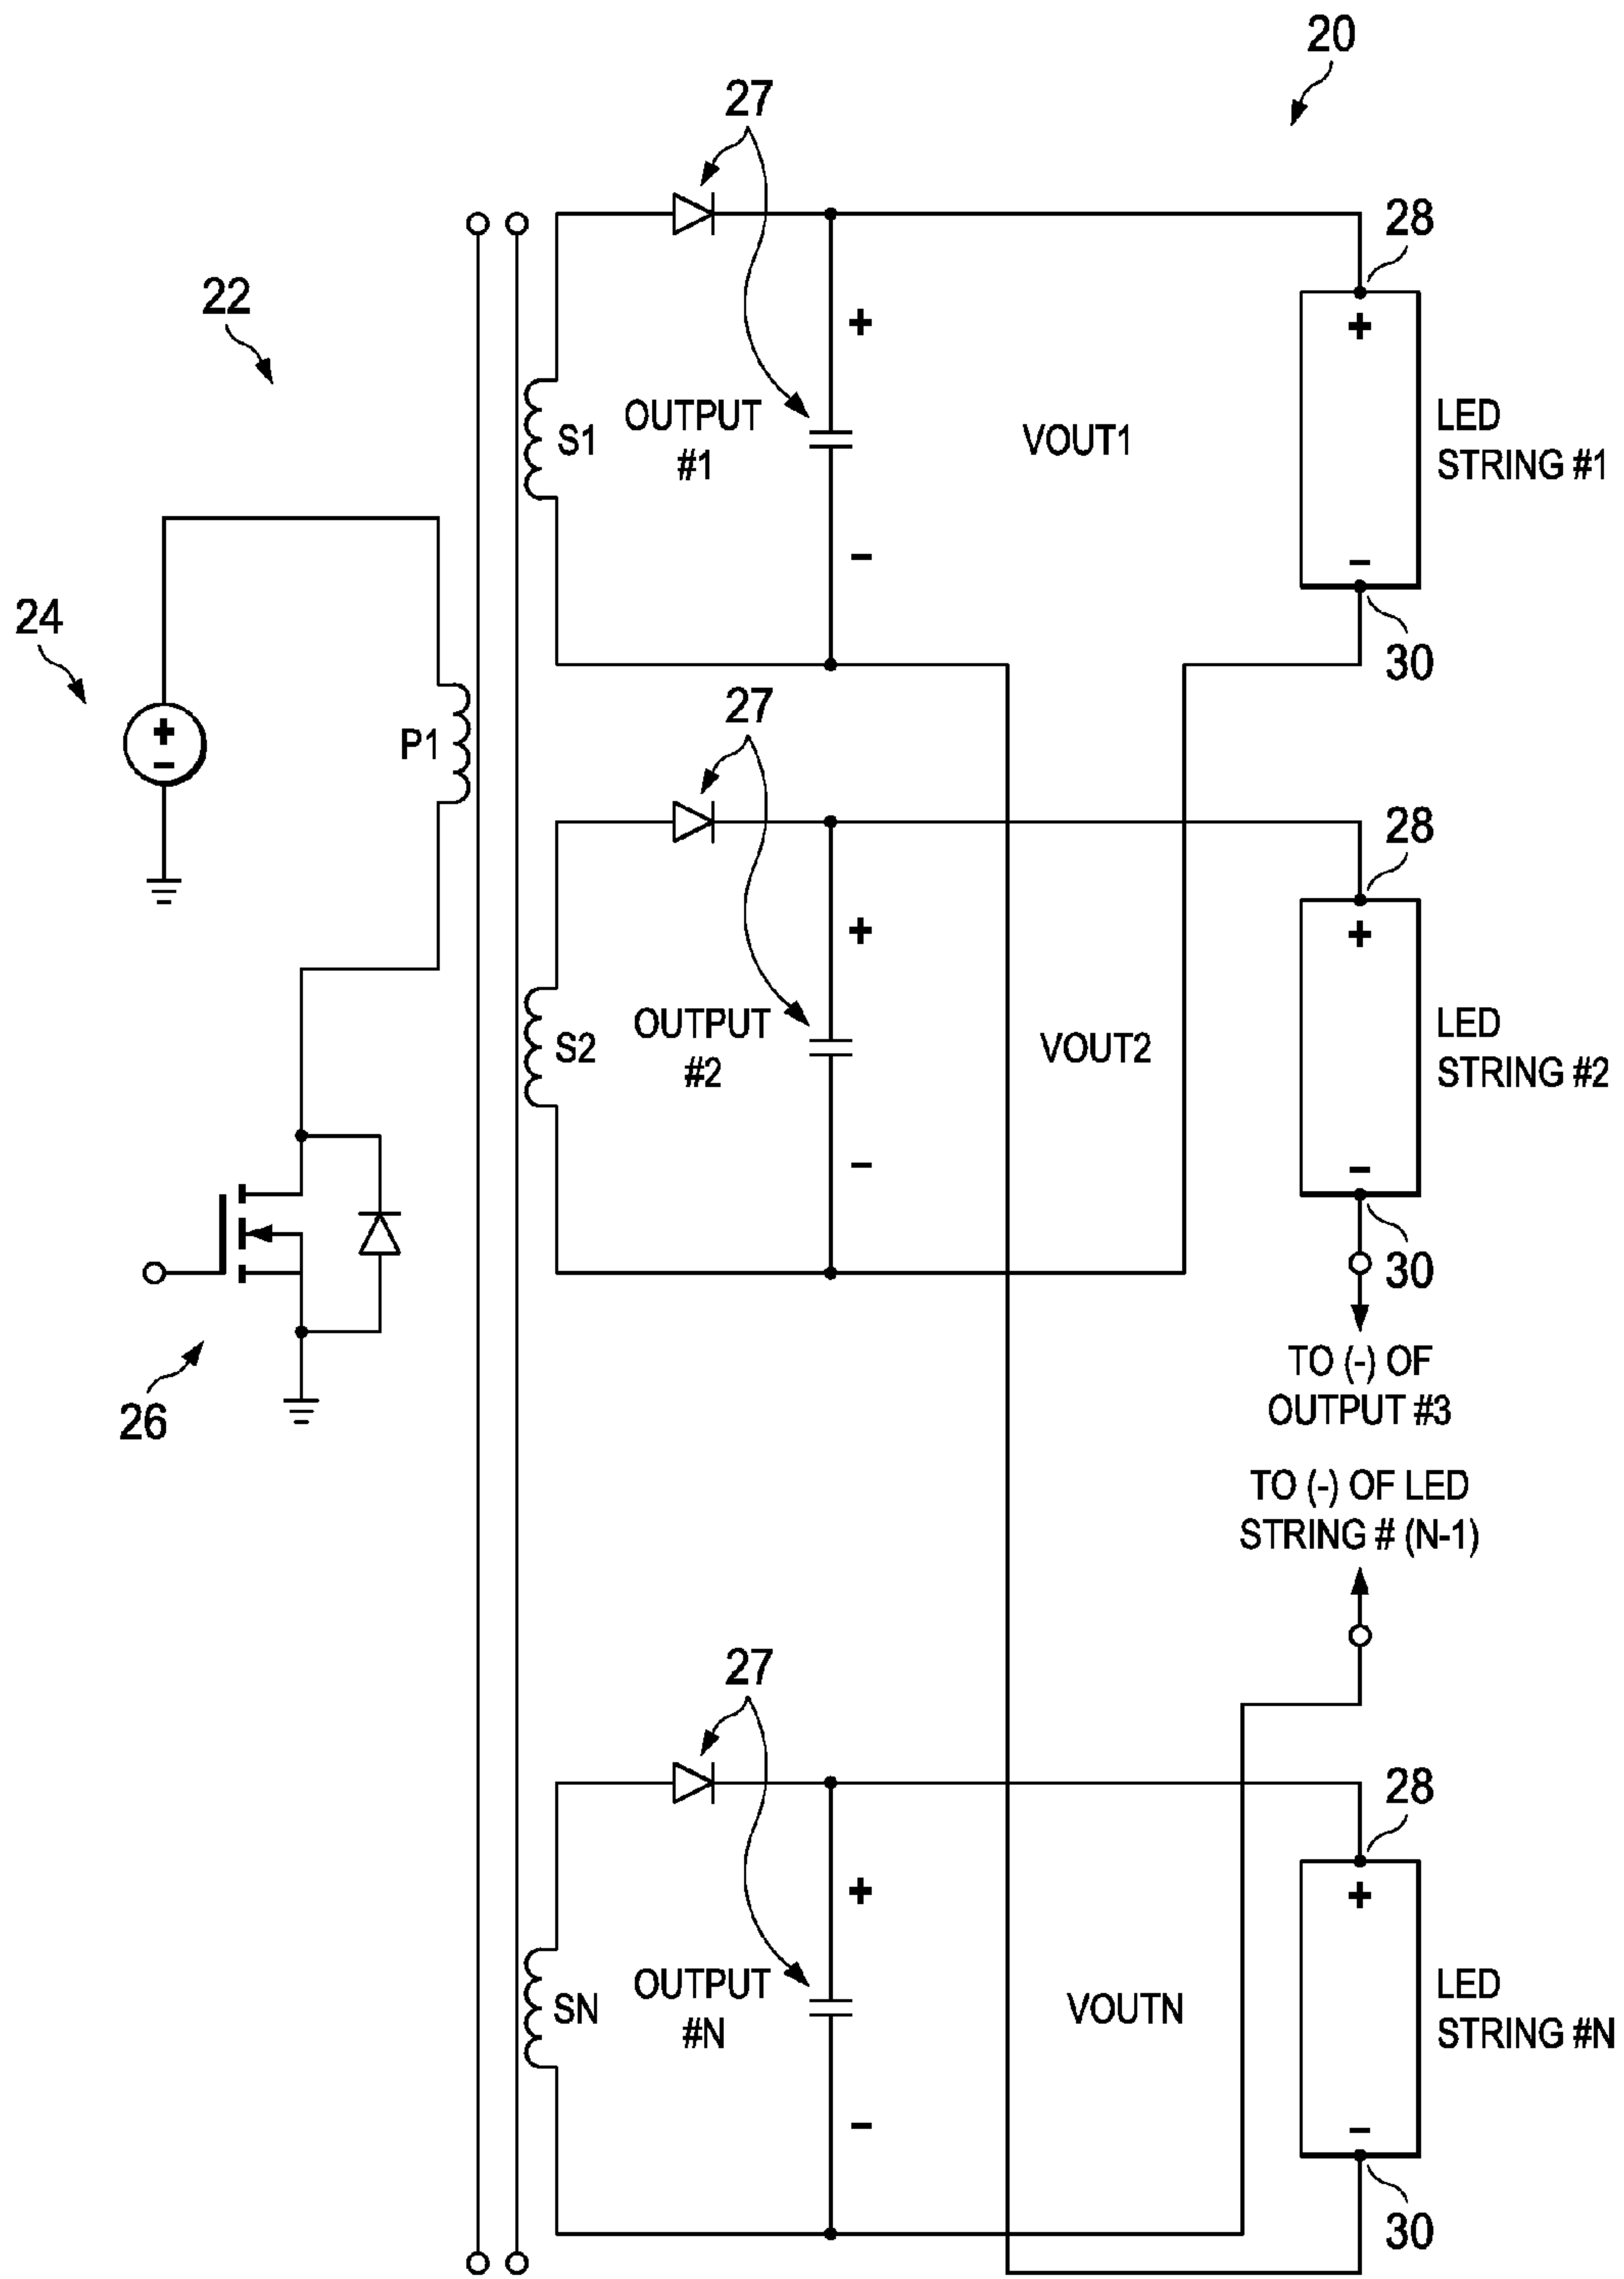 20
27
28
22
+
+
S1
OUTPUT
#1
VOUT1
LED
STRING #1
−
−
24
30
27
+
−
P1
28
+
+
S2
OUTPUT
#2
VOUT2
LED
STRING #2
−
−
30
26
TO (-) OF
OUTPUT #3
TO (-) OF LED
STRING # (N-1)
27
28
+
+
SN
OUTPUT
#N
VOUTN
LED
STRING #N
−
−
30